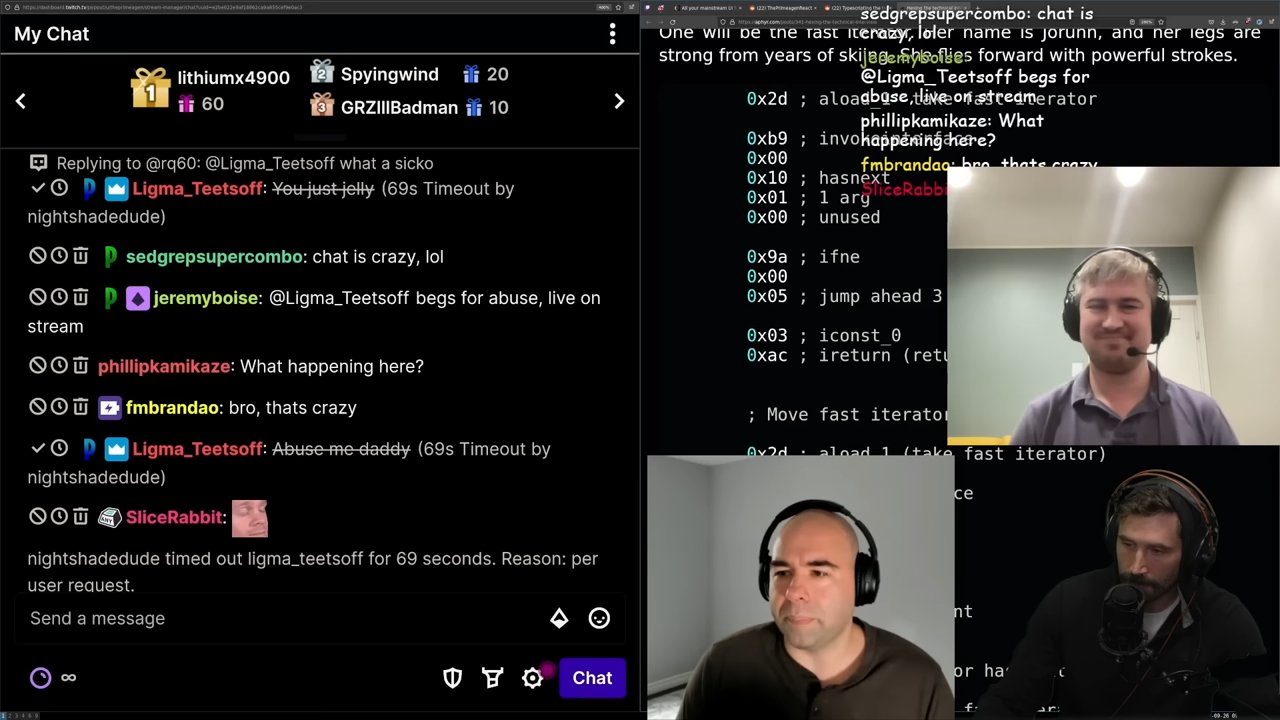 My Chat
lithiumx4900
60
Spyingwind 20
GRZIIIBadman 10
Replying to @rq60: @Ligma_Teetsoff what a sicko
Ligma_Teetsoff: You just jelly (69s Timeout by
nightshadedude)
sedgrepsupercombo: chat is crazy, lol
jeremyboise: @Ligma_Teetsoff begs for abuse, live on
stream
phillipkamikaze: What happening here?
fmbrandao: bro, thats crazy
Ligma_Teetsoff: Abuse me daddy (69s Timeout by
nightshadedude)
SliceRabbit:
nightshadedude timed out ligma_teetsoff for 69 seconds. Reason: per
user request.
Send a message
Chat
One will be the fast iterator, her name is Jorunn, and her legs are
strong from years of skiing. She flies forward with powerful strokes.
0x2d ; aload_1 take fast iterator
0xb9 ; invokeinterface
0x00
0x10 ; hasnext
0x01 ; 1 arg
0x00 ; unused
0x9a ; ifne
0x00
0x05 ; jump ahead 3
0x03 ; iconst_0
0xac ; ireturn (retu
; Move fast iterator
0x2d ; aload_1 (take fast iterator)
sedgrepsupercombo: chat is
crazy, lol
jeremyboise:
@Ligma_Teetsoff begs for
abuse, live on stream
phillipkamikaze: What
happening here?
fmbrandao: bro, thats crazy
SliceRabb